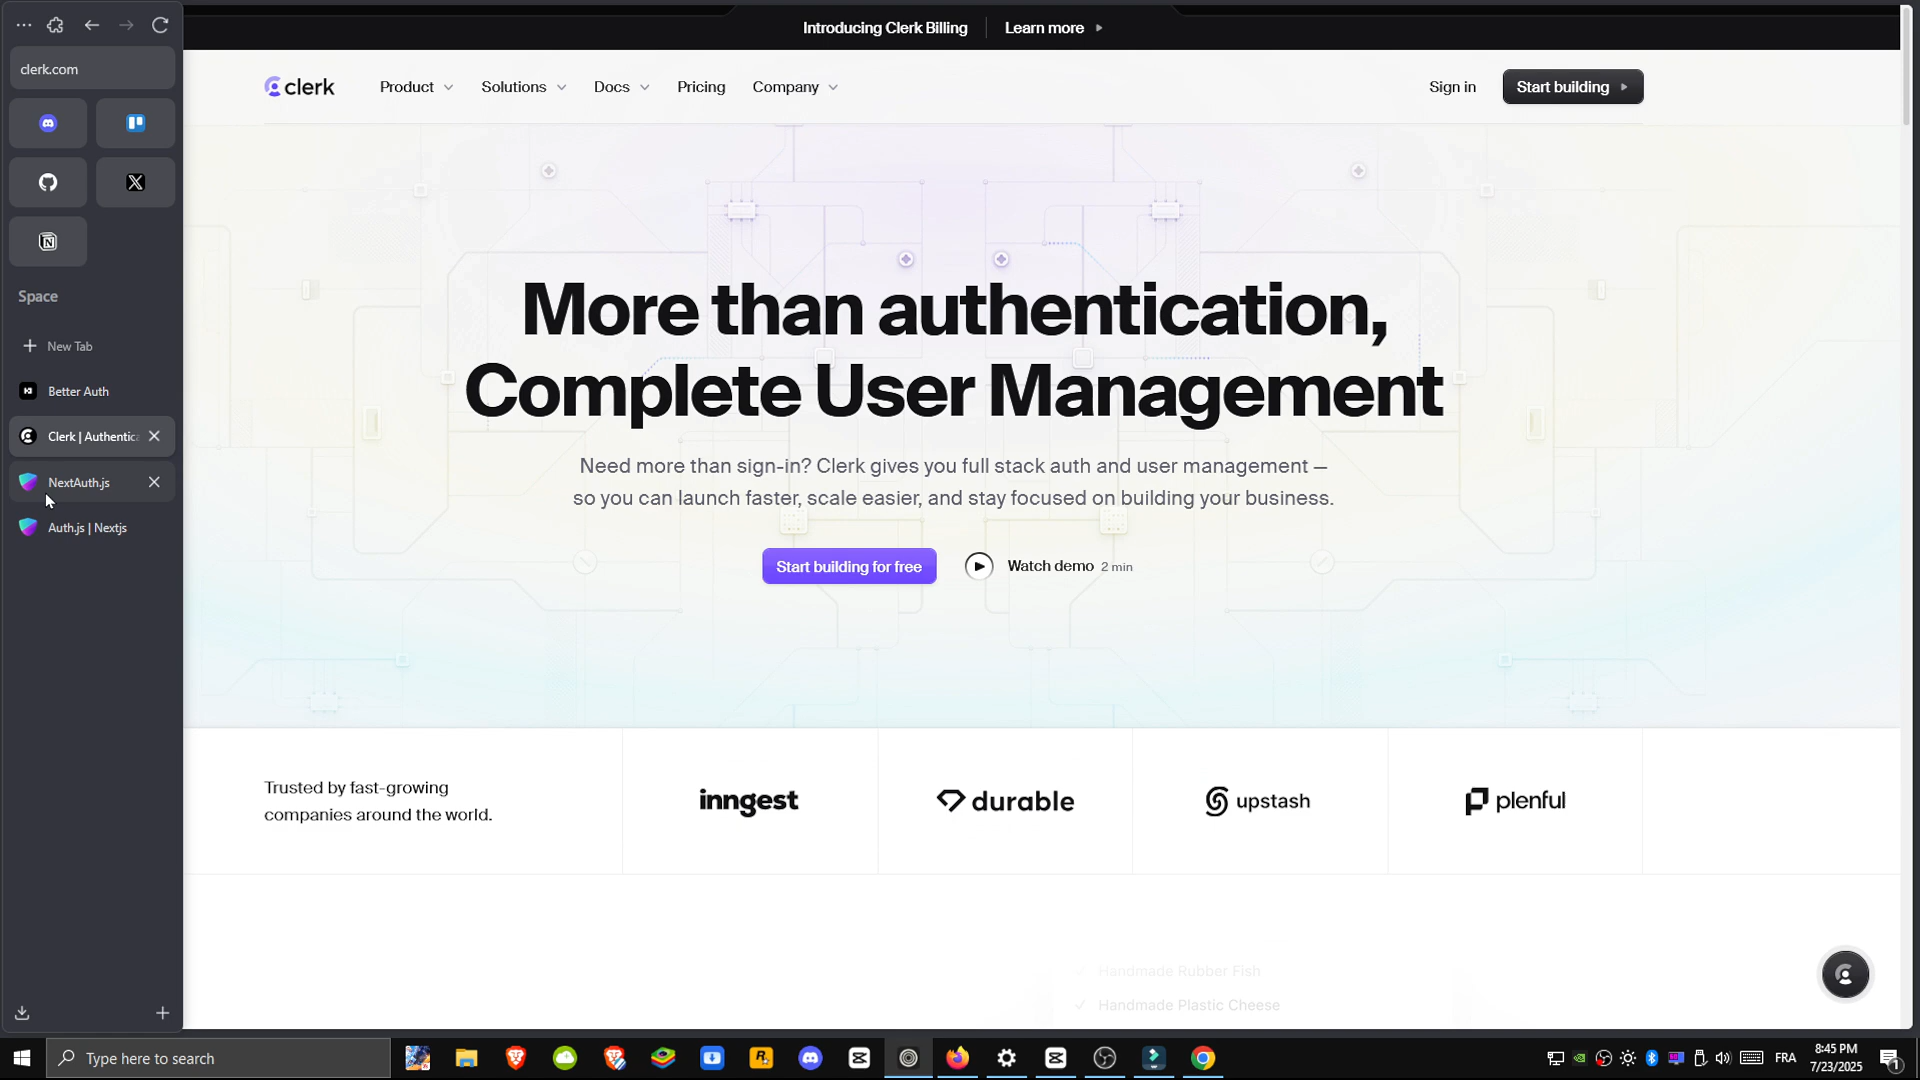 clerk.com
Space
New Tab
Better Auth
Clerk | Authentica
NextAuth.js
Auth.js | Nextjs
Introducing Clerk Billing
Learn more
clerk
Product
Solutions
Docs
Pricing
Company
Sign in
Start building
More than authentication,
Complete User Management
Need more than sign-in? Clerk gives you full stack auth and user management —
so you can launch faster, scale easier, and stay focused on building your business.
Start building for free
Watch demo 2 min
Trusted by fast-growing
companies around the world.
inngest
durable
upstash
plenful
Handmade Rubber Fish
Handmade Plastic Cheese
Type here to search
FRA
8:45 PM
7/23/2025
1